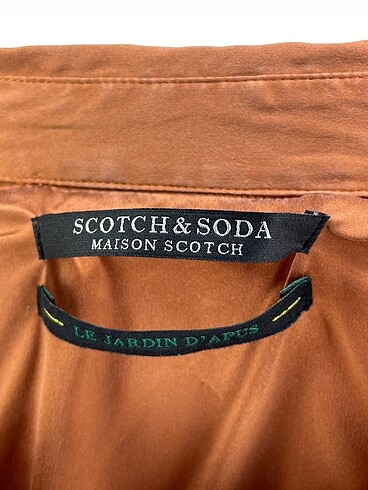 SCOTCH & SODA
MAISON SCOTCH
LE JARDIN D'APUS